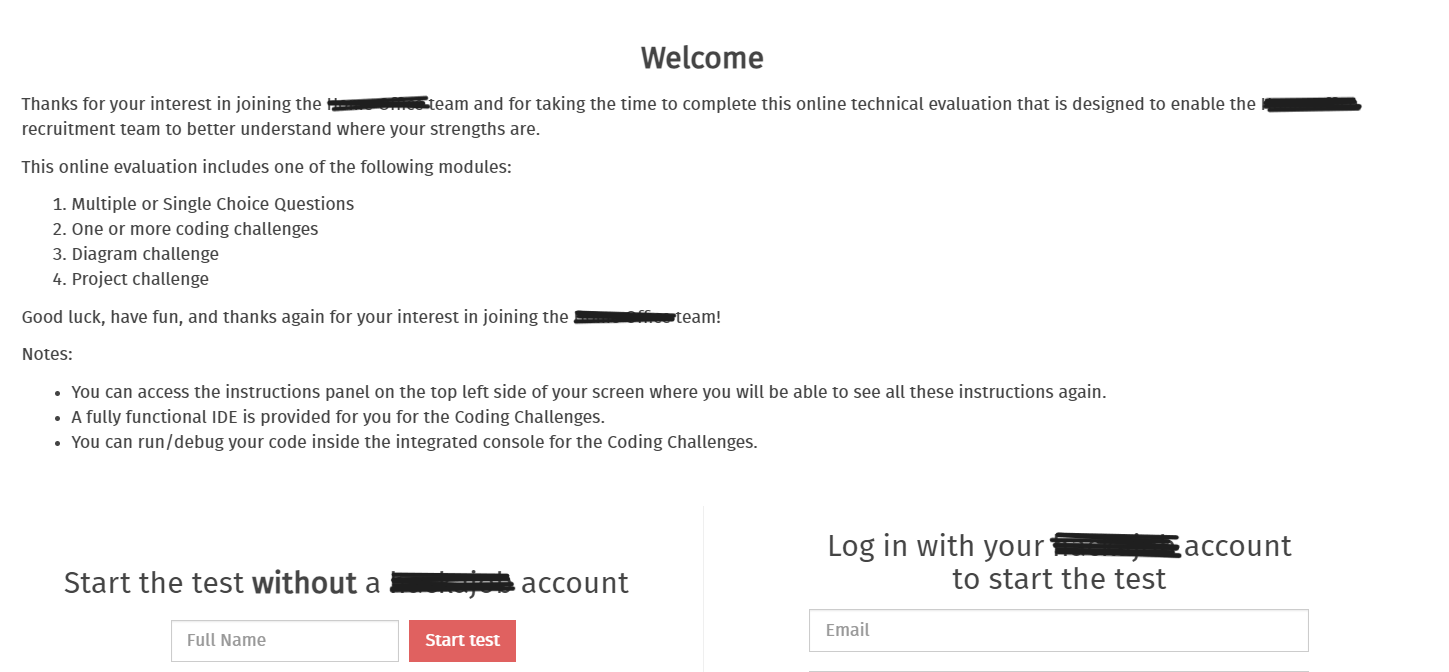 Welcome
Thanks for your interest in joining the team and for taking the time to complete this online technical evaluation that is designed to enable the
recruitment team to better understand where your strengths are.
This online evaluation includes one of the following modules:
1. Multiple or Single Choice Questions
2. One or more coding challenges
3. Diagram challenge
4. Project challenge
Good luck, have fun, and thanks again for your interest in joining the team!
Notes:
• You can access the instructions panel on the top left side of your screen where you will be able to see all these instructions again.
• A fully functional IDE is provided for you for the Coding Challenges.
• You can run/debug your code inside the integrated console for the Coding Challenges.
Start the test without a account
Full Name
Start test
Log in with your account
to start the test
Email